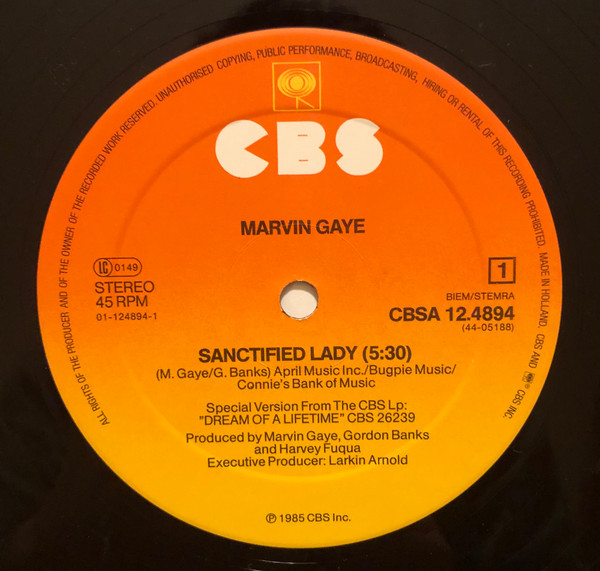 ALL RIGHTS OF THE PRODUCER AND OF THE OWNER OF THE RECORDED WORK RESERVED. UNAUTHORISED COPYING, PUBLIC PERFORMANCE, BROADCASTING, HIRING OR RENTAL OF THIS RECORDING PROHIBITED. MADE IN HOLLAND. CBS AND ARE ® CBS INC.
CBS
MARVIN GAYE
LC 0149
STEREO
45 RPM
01-124894-1
1
BIEM/STEMRA
CBSA 12.4894
(44-05188)
SANCTIFIED LADY (5:30)
(M. Gaye/G. Banks) April Music Inc./Bugpie Music/
Connie's Bank of Music
Special Version From The CBS Lp:
"DREAM OF A LIFETIME" CBS 26239
Produced by Marvin Gaye, Gordon Banks
and Harvey Fuqua
Executive Producer: Larkin Arnold
℗ 1985 CBS Inc.